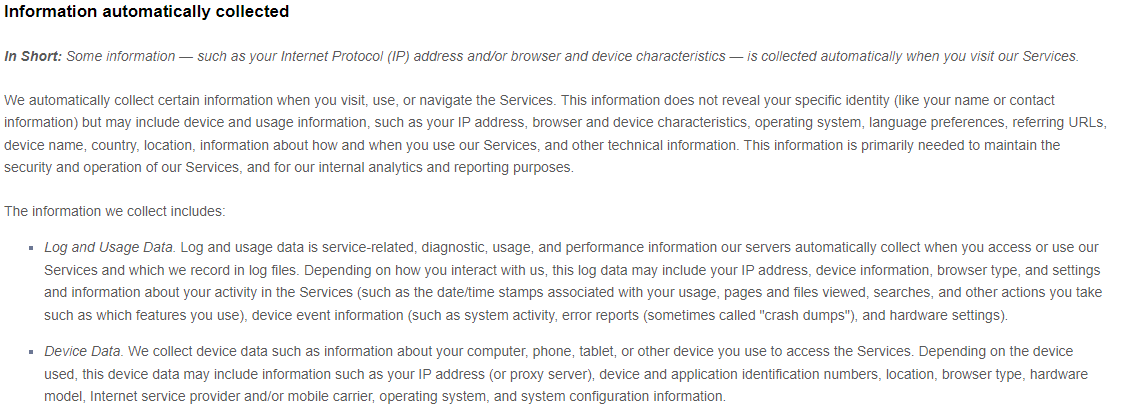 Information automatically collected
In Short: Some information — such as your Internet Protocol (IP) address and/or browser and device characteristics — is collected automatically when you visit our Services.
We automatically collect certain information when you visit, use, or navigate the Services. This information does not reveal your specific identity (like your name or contact
information) but may include device and usage information, such as your IP address, browser and device characteristics, operating system, language preferences, referring URLs,
device name, country, location, information about how and when you use our Services, and other technical information. This information is primarily needed to maintain the
security and operation of our Services, and for our internal analytics and reporting purposes.
The information we collect includes:
▪ Log and Usage Data. Log and usage data is service-related, diagnostic, usage, and performance information our servers automatically collect when you access or use our
Services and which we record in log files. Depending on how you interact with us, this log data may include your IP address, device information, browser type, and settings
and information about your activity in the Services (such as the date/time stamps associated with your usage, pages and files viewed, searches, and other actions you take
such as which features you use), device event information (such as system activity, error reports (sometimes called "crash dumps"), and hardware settings).
▪ Device Data. We collect device data such as information about your computer, phone, tablet, or other device you use to access the Services. Depending on the device
used, this device data may include information such as your IP address (or proxy server), device and application identification numbers, location, browser type, hardware
model, Internet service provider and/or mobile carrier, operating system, and system configuration information.